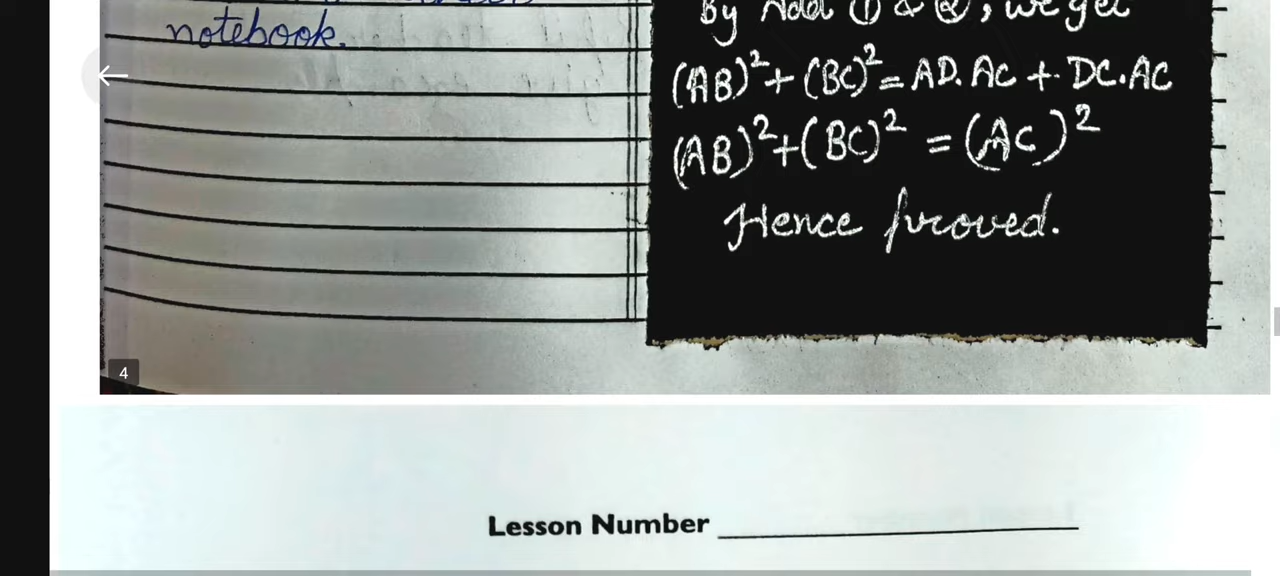 notebook.
By Add ① & ②, we get
(AB)²+(BC)²=AD.AC + DC.AC
(AB)²+(BC)² = (AC)²
Hence proved.
4
Lesson Number